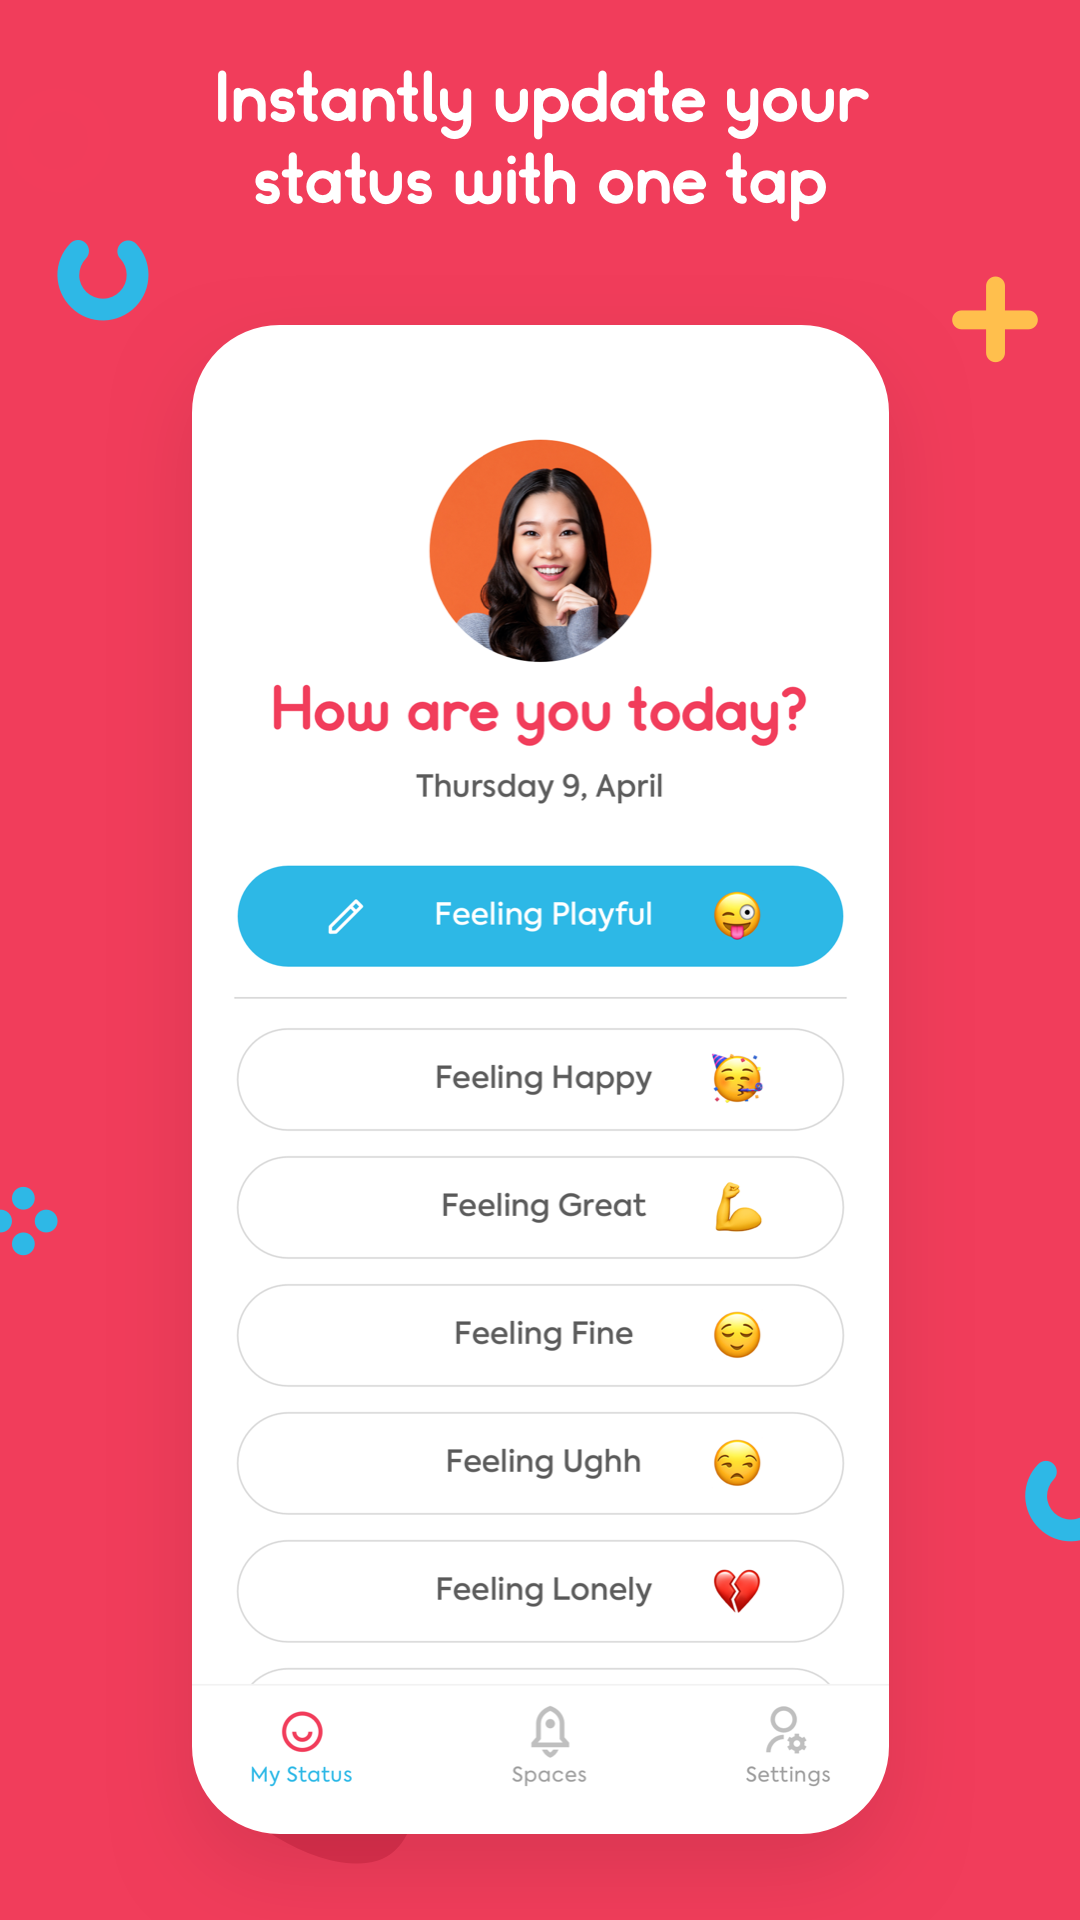 Instantly update your
status with one tap
How are you today?
Thursday 9, April
Feeling Playful
Feeling Happy
Feeling Great
Feeling Fine
Feeling Ughh
Feeling Lonely
My Status
Spaces
Settings